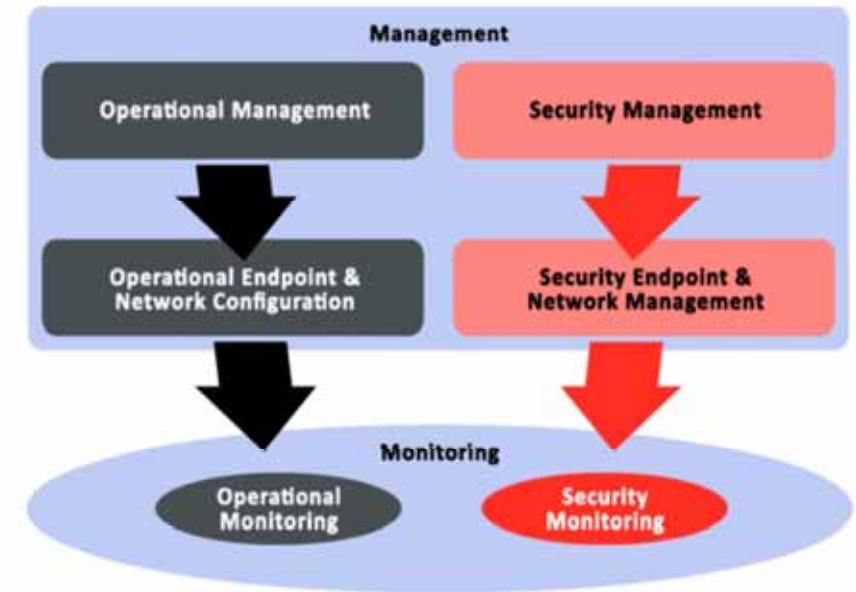 Management
Operational Management
Security Management
Operational Endpoint &
Network Configuration
Security Endpoint &
Network Management
Monitoring
Operational
Monitoring
Security
Monitoring